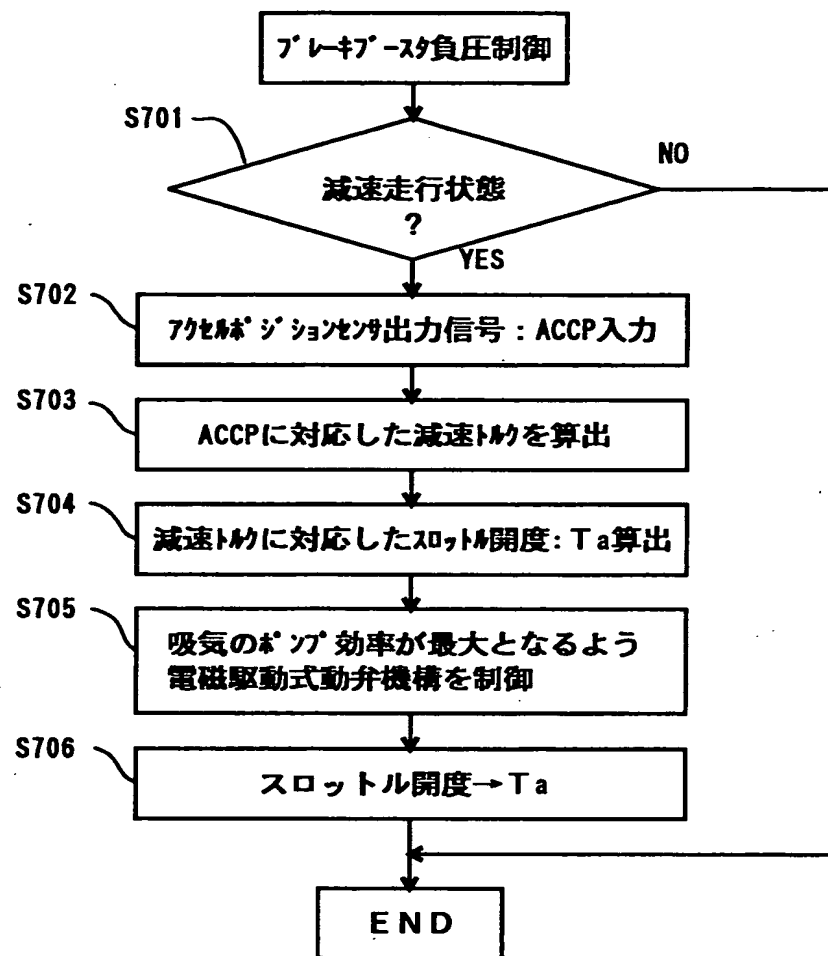 ブレーキブースタ負圧制御
S701
減速走行状態
?
NO
YES
S702
アクセルポジションセンサ出力信号:ACCP入力
S703
ACCPに対応した減速トルクを算出
S704
減速トルクに対応したスロットル開度:Ta算出
S705
吸気のポンプ効率が最大となるよう
電磁駆動式動弁機構を制御
S706
スロットル開度→Ta
END